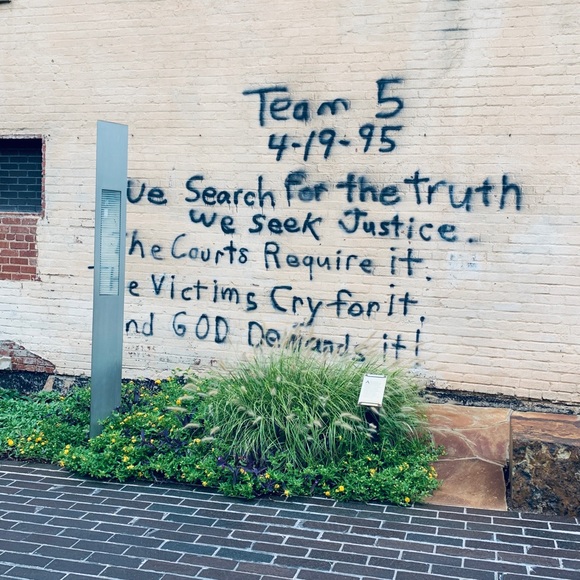 Team 5
4-19-95
We Search For the truth
We seek Justice.
he Courts Require it.
e Victims Cry for it.
nd GOD Demands it!